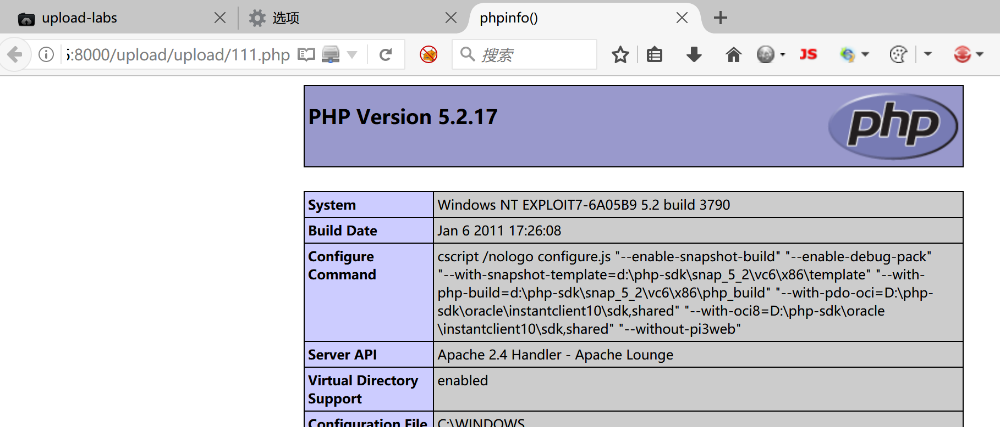 upload-labs
选项
phpinfo()
:8000/upload/upload/111.php
搜索
JS
PHP Version 5.2.17
php
System
Windows NT EXPLOIT7-6A05B9 5.2 build 3790
Build Date
Jan 6 2011 17:26:08
Configure
Command
cscript /nologo configure.js "--enable-snapshot-build" "--enable-debug-pack"
"--with-snapshot-template=d:\php-sdk\snap_5_2\vc6\x86\template" "--with-
php-build=d:\php-sdk\snap_5_2\vc6\x86\php_build" "--with-pdo-oci=D:\php-
sdk\oracle\instantclient10\sdk,shared" "--with-oci8=D:\php-sdk\oracle
\instantclient10\sdk,shared" "--without-pi3web"
Server API
Apache 2.4 Handler - Apache Lounge
Virtual Directory
Support
enabled
Configuration File
C:\WINDOWS